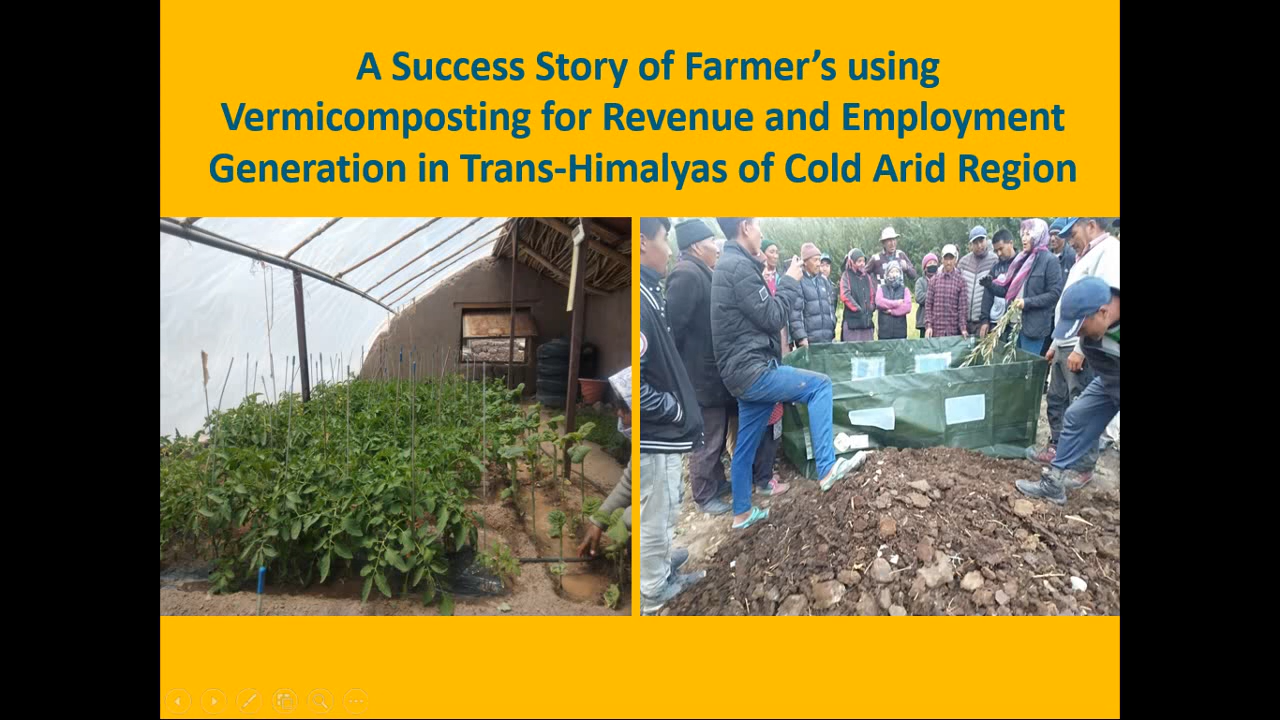 A Success Story of Farmer’s using
Vermicomposting for Revenue and Employment
Generation in Trans-Himalyas of Cold Arid Region